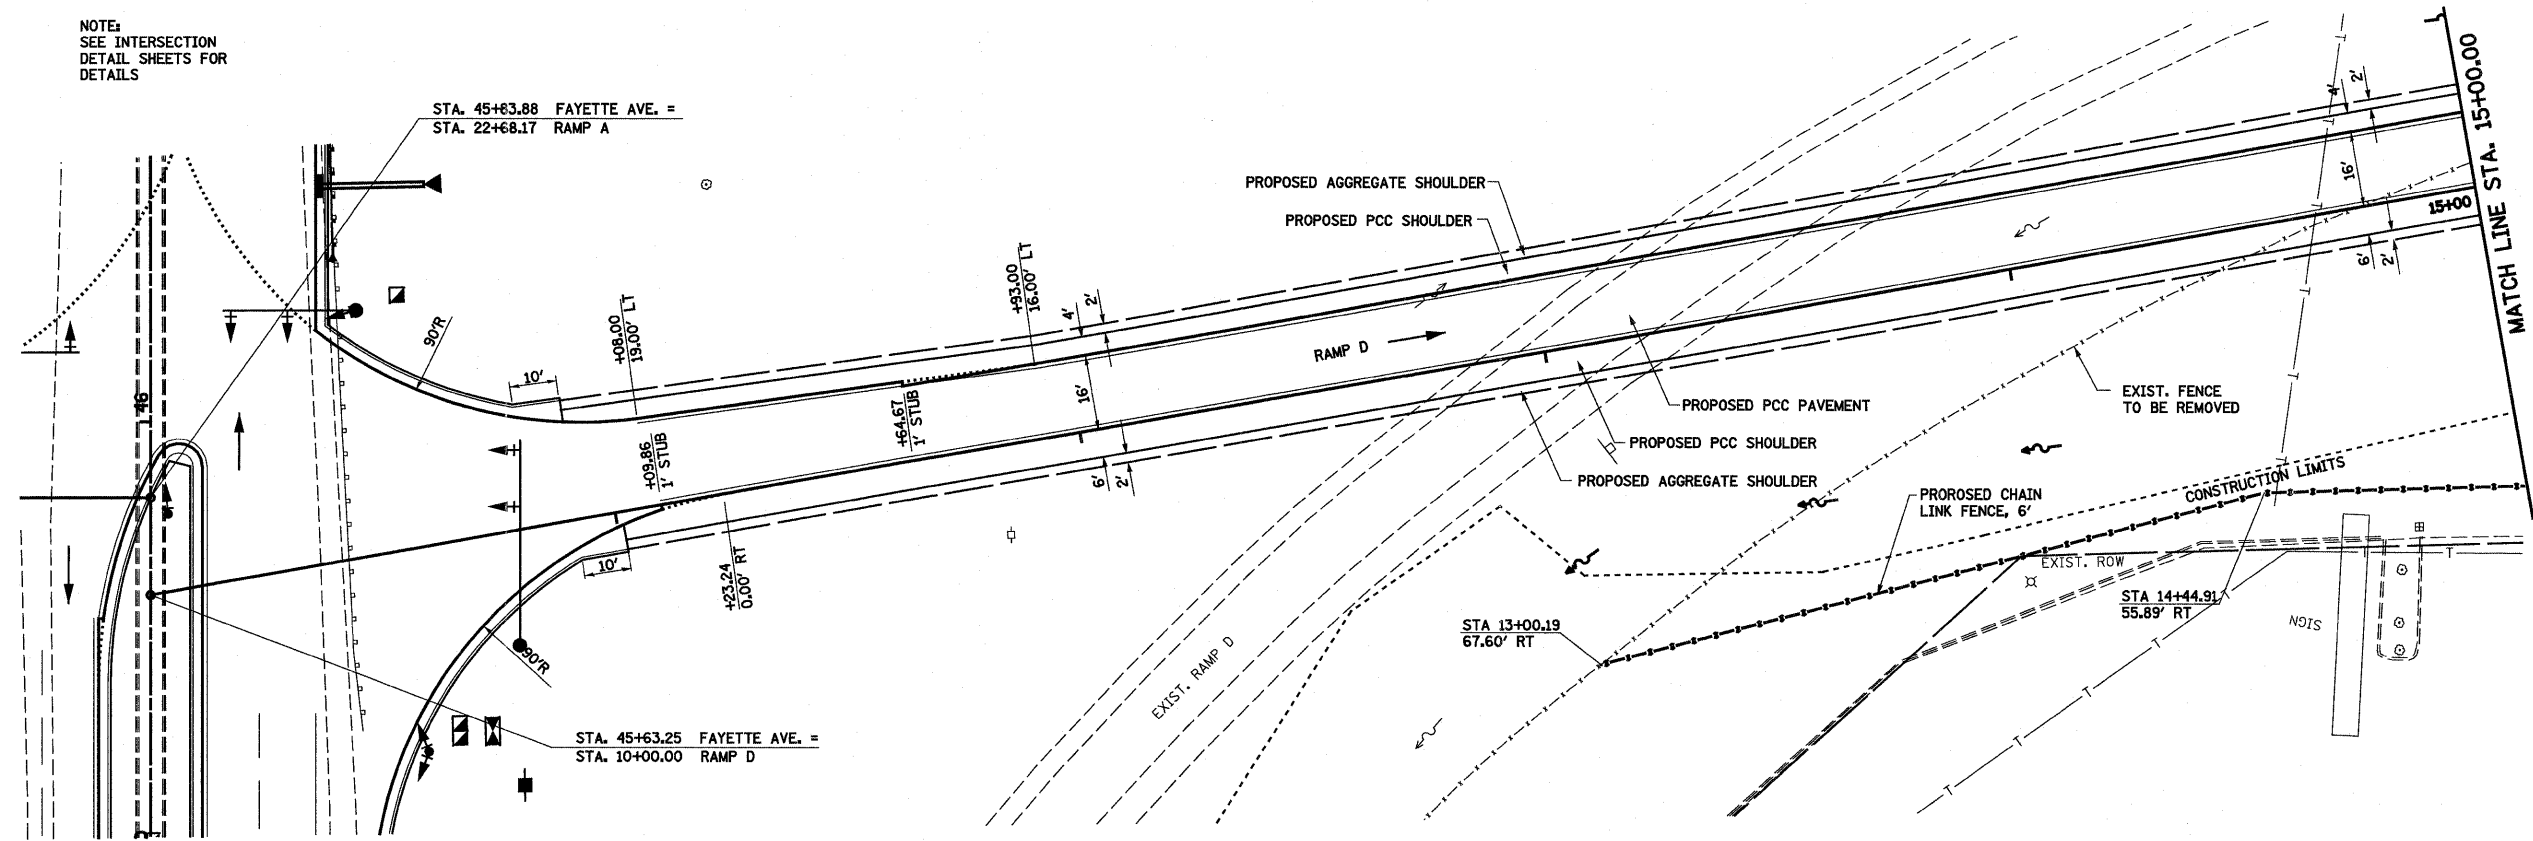 NOTE:
SEE INTERSECTION
DETAIL SHEETS FOR
DETAILS
STA. 45+83.88 FAYETTE AVE. =
STA. 22+68.17 RAMP A
46
90'R
10'
+08.00
19.00' LT
+09.86
1' STUB
+64.67
1' STUB
+93.00
16.00' LT
4'
2'
16'
6'
2'
+23.24
0.00' RT
10'
90'R
STA. 45+63.25 FAYETTE AVE. =
STA. 10+00.00 RAMP D
RAMP D
PROPOSED AGGREGATE SHOULDER
PROPOSED PCC SHOULDER
PROPOSED PCC PAVEMENT
PROPOSED PCC SHOULDER
PROPOSED AGGREGATE SHOULDER
EXIST. RAMP D
STA 13+00.19
67.60' RT
EXIST. FENCE
TO BE REMOVED
PROROSED CHAIN
LINK FENCE, 6'
CONSTRUCTION LIMITS
EXIST. ROW
STA 14+44.91
55.89' RT
SIGN
4'
2'
16'
6'
2'
15+00
MATCH LINE STA. 15+00.00